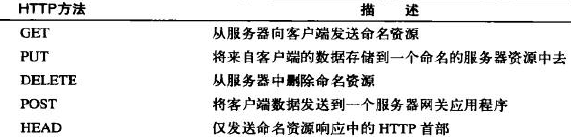 HTTP方法 描 述
GET 从服务器向客户端发送命名资源
PUT 将来自客户端的数据存储到一个命名的服务器资源中去
DELETE 从服务器中删除命名资源
POST 将客户端数据发送到一个服务器网关应用程序
HEAD 仅发送命名资源响应中的 HTTP 首部